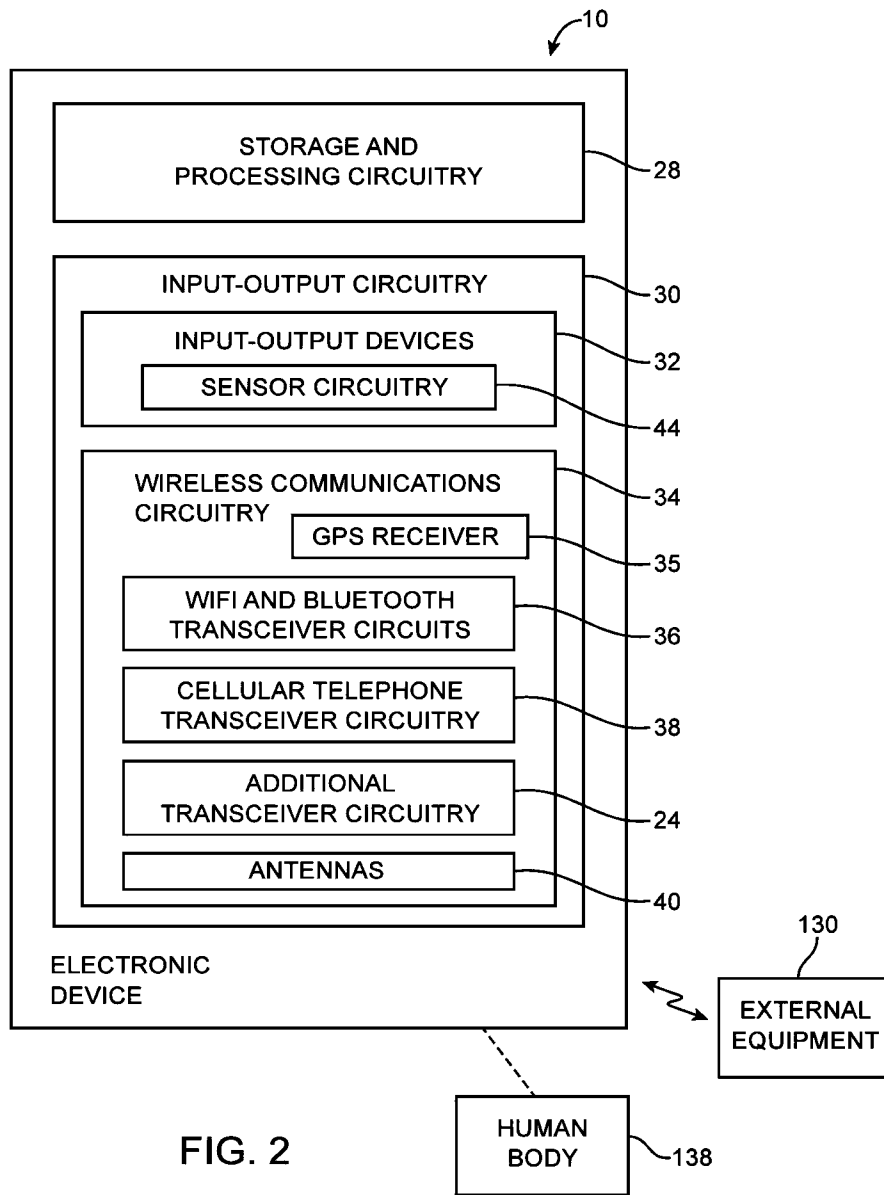 10
STORAGE AND
PROCESSING CIRCUITRY
28
INPUT-OUTPUT CIRCUITRY
30
INPUT-OUTPUT DEVICES
32
SENSOR CIRCUITRY
44
WIRELESS COMMUNICATIONS
CIRCUITRY
34
GPS RECEIVER
35
WIFI AND BLUETOOTH
TRANSCEIVER CIRCUITS
36
CELLULAR TELEPHONE
TRANSCEIVER CIRCUITRY
38
ADDITIONAL
TRANSCEIVER CIRCUITRY
24
ANTENNAS
40
ELECTRONIC
DEVICE
130
EXTERNAL
EQUIPMENT
HUMAN
BODY
138
FIG. 2